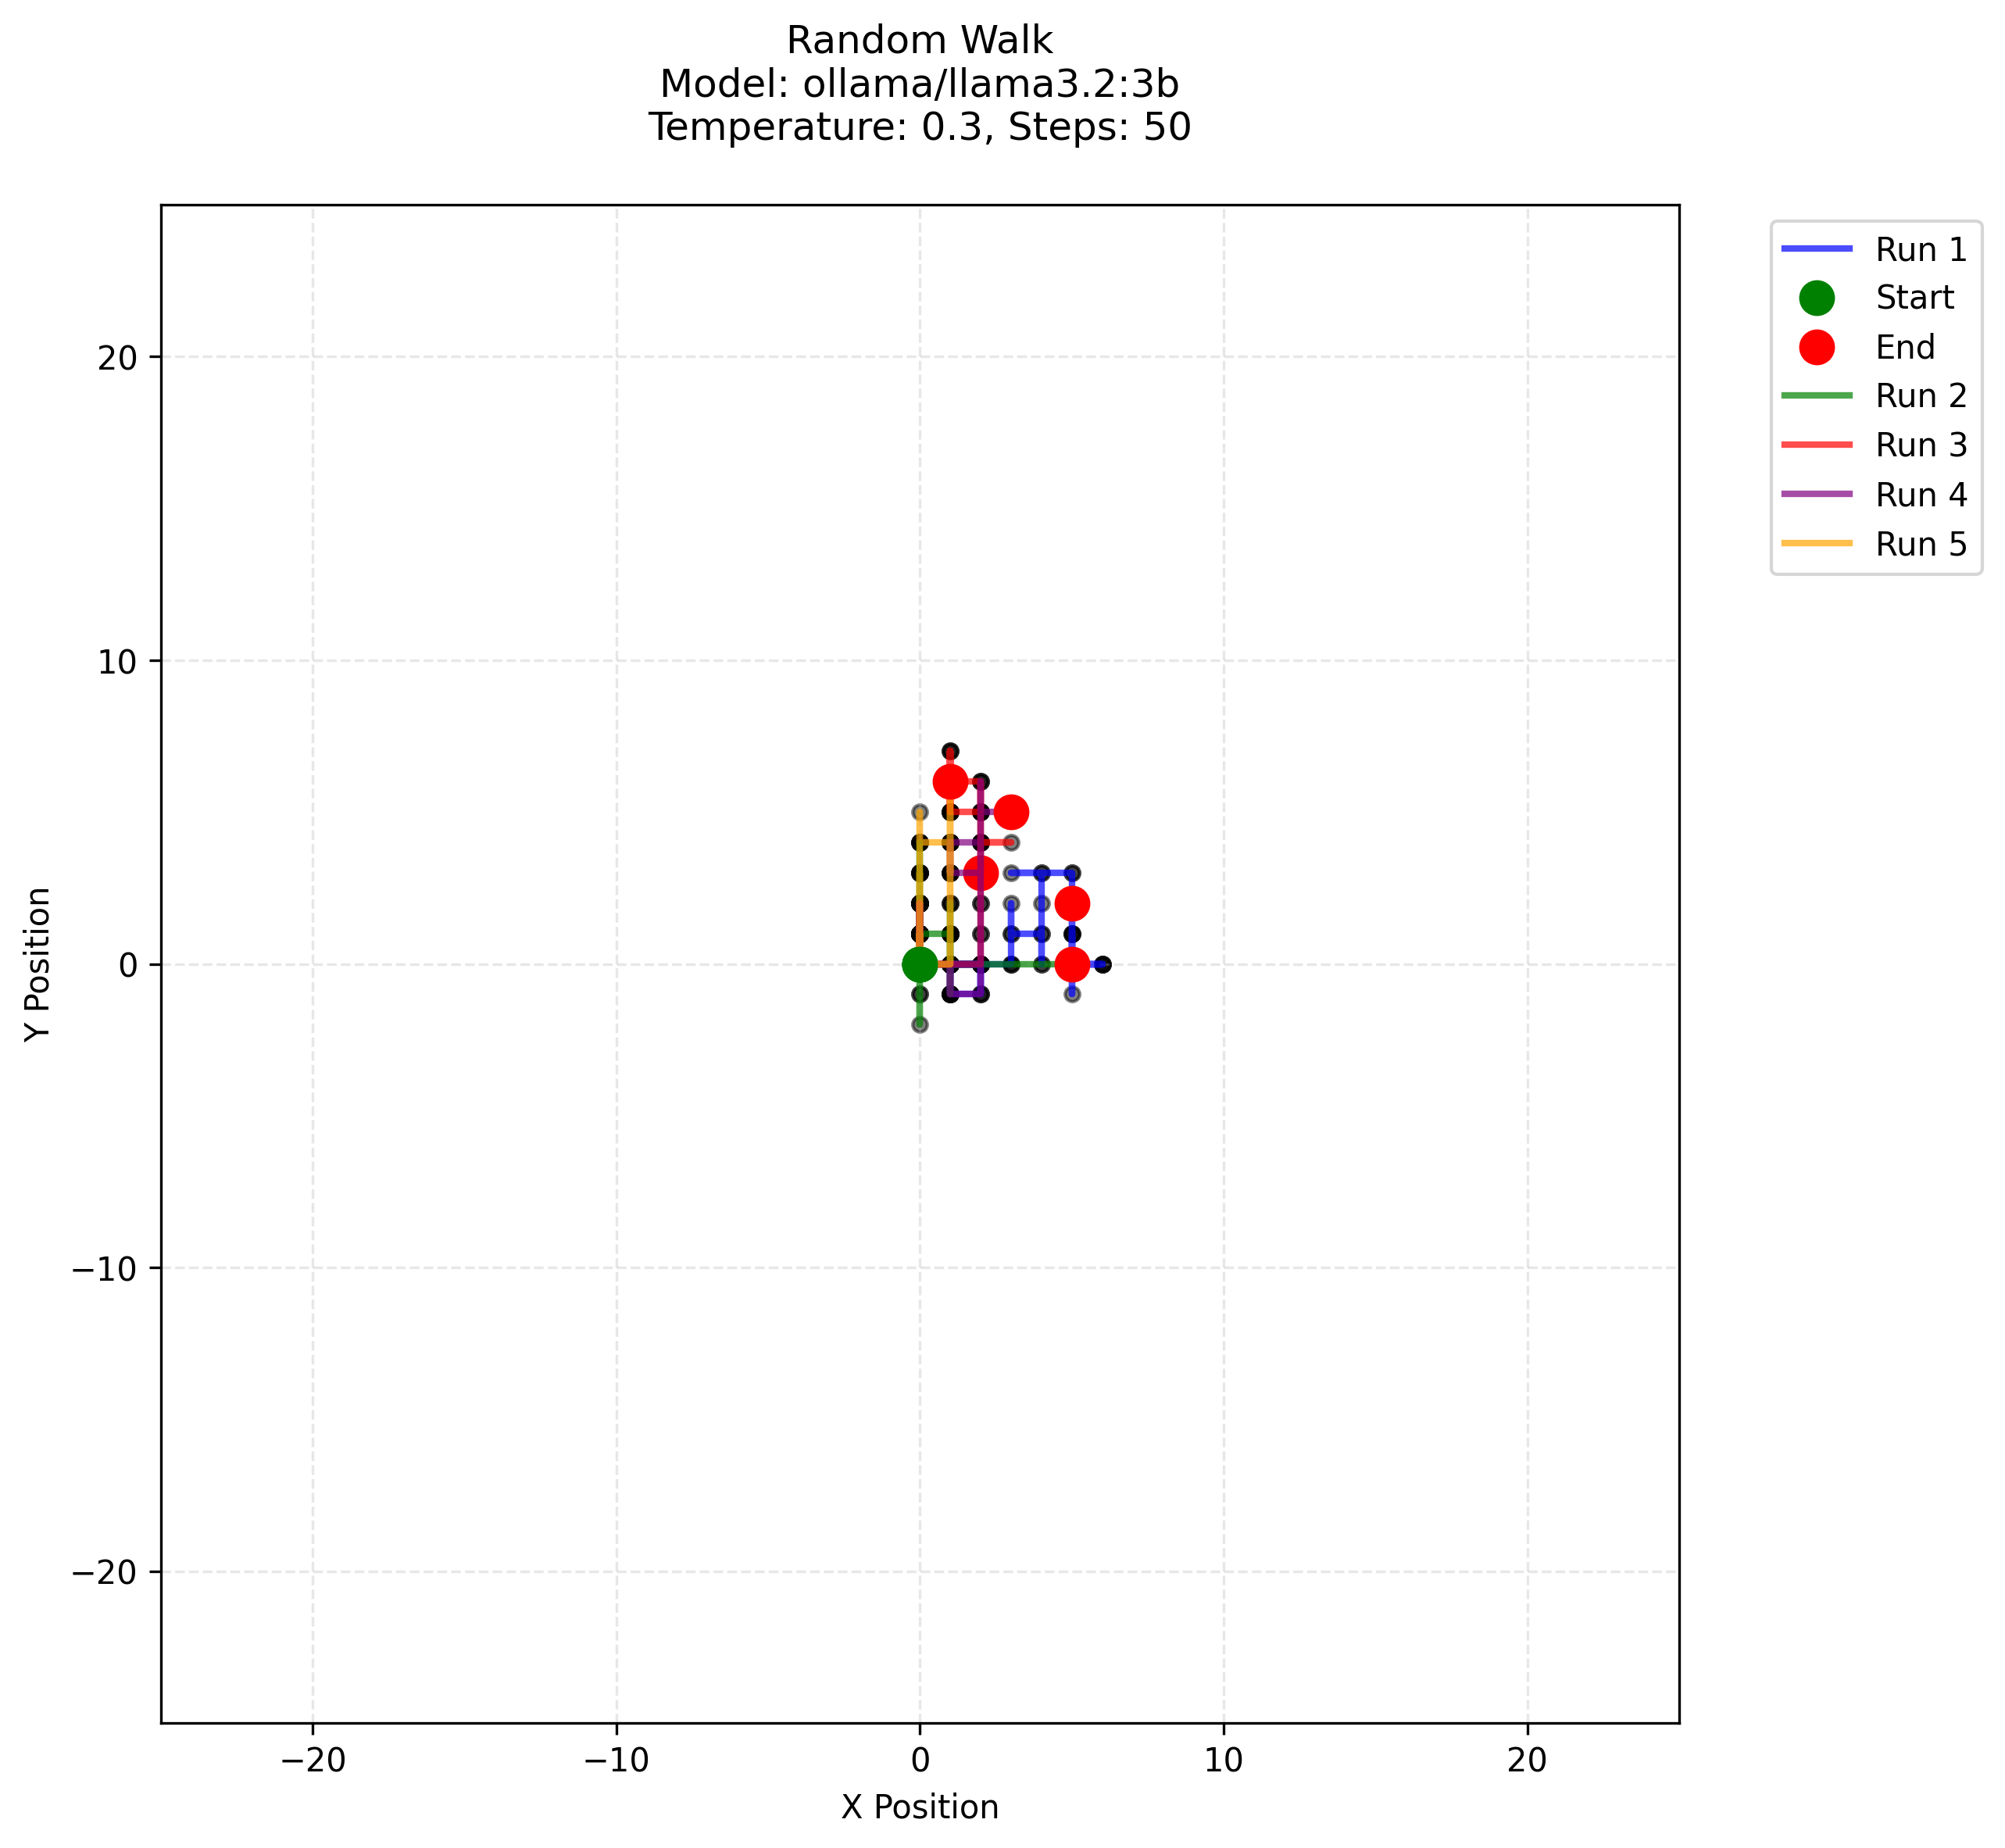 Random Walk
Model: ollama/llama3.2:3b
Temperature: 0.3, Steps: 50
Run 1
Start
End
Run 2
Run 3
Run 4
Run 5
20
10
0
−10
−20
Y Position
−20
−10
0
10
20
X Position